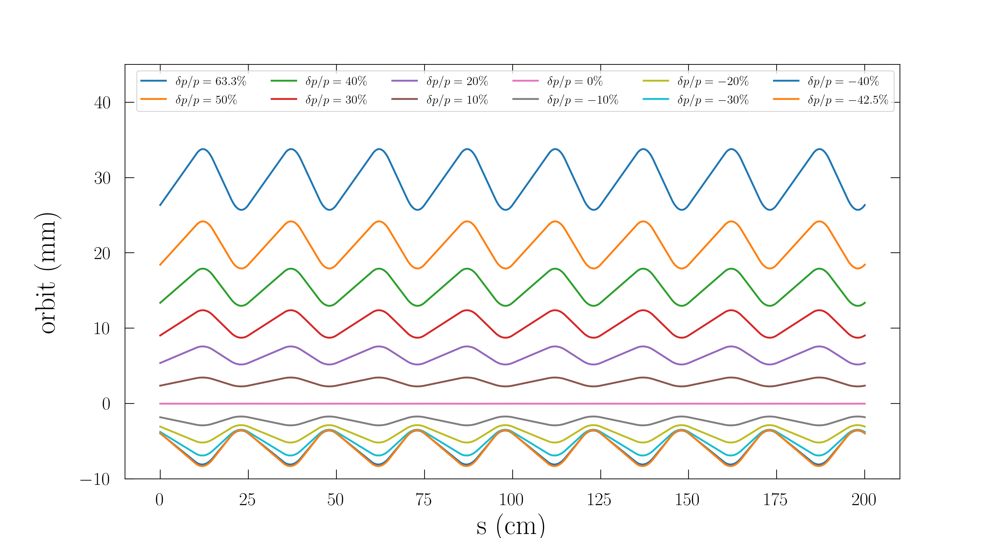 δp/p = 63.3% δp/p = 40% δp/p = 20% δp/p = 0% δp/p = −20% δp/p = −40%
δp/p = 50% δp/p = 30% δp/p = 10% δp/p = −10% δp/p = −30% δp/p = −42.5%
40
30
20
10
0
−10
orbit (mm)
0 25 50 75 100 125 150 175 200
s (cm)